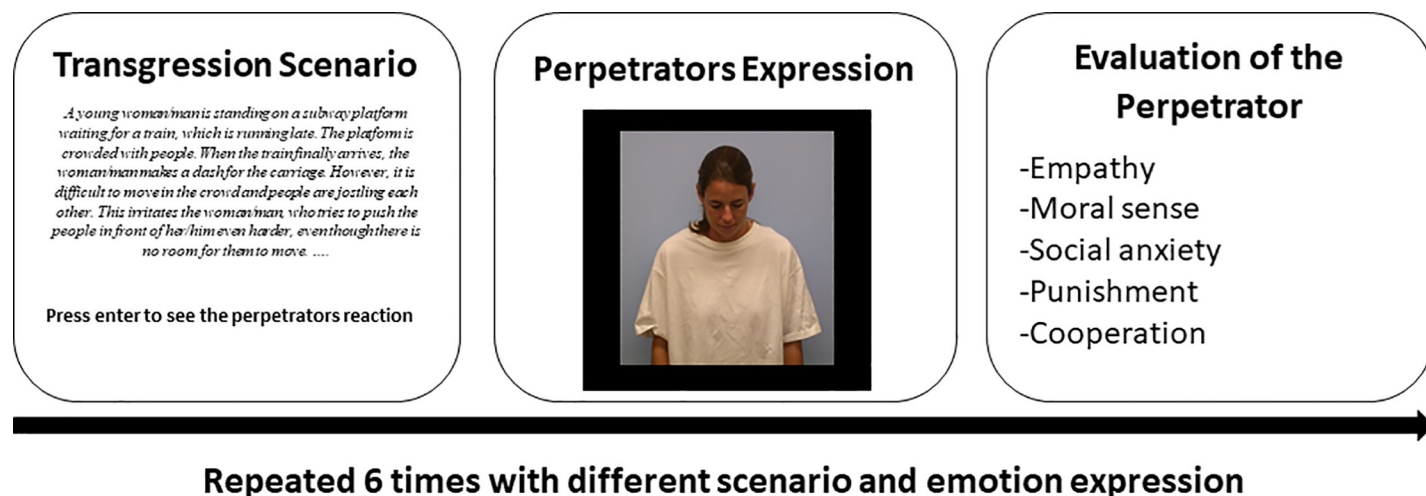 Transgression Scenario
A young woman/man is standing on a subway platform
waiting for a train, which is running late. The platform is
crowded with people. When the train finally arrives, the
woman/man makes a dash for the carriage. However, it is
difficult to move in the crowd and people are jostling each
other. This irritates the woman/man, who tries to push the
people in front of her/him even harder, even though there is
no room for them to move. ....
Press enter to see the perpetrators reaction
Perpetrators Expression
Evaluation of the
Perpetrator
-Empathy
-Moral sense
-Social anxiety
-Punishment
-Cooperation
Repeated 6 times with different scenario and emotion expression